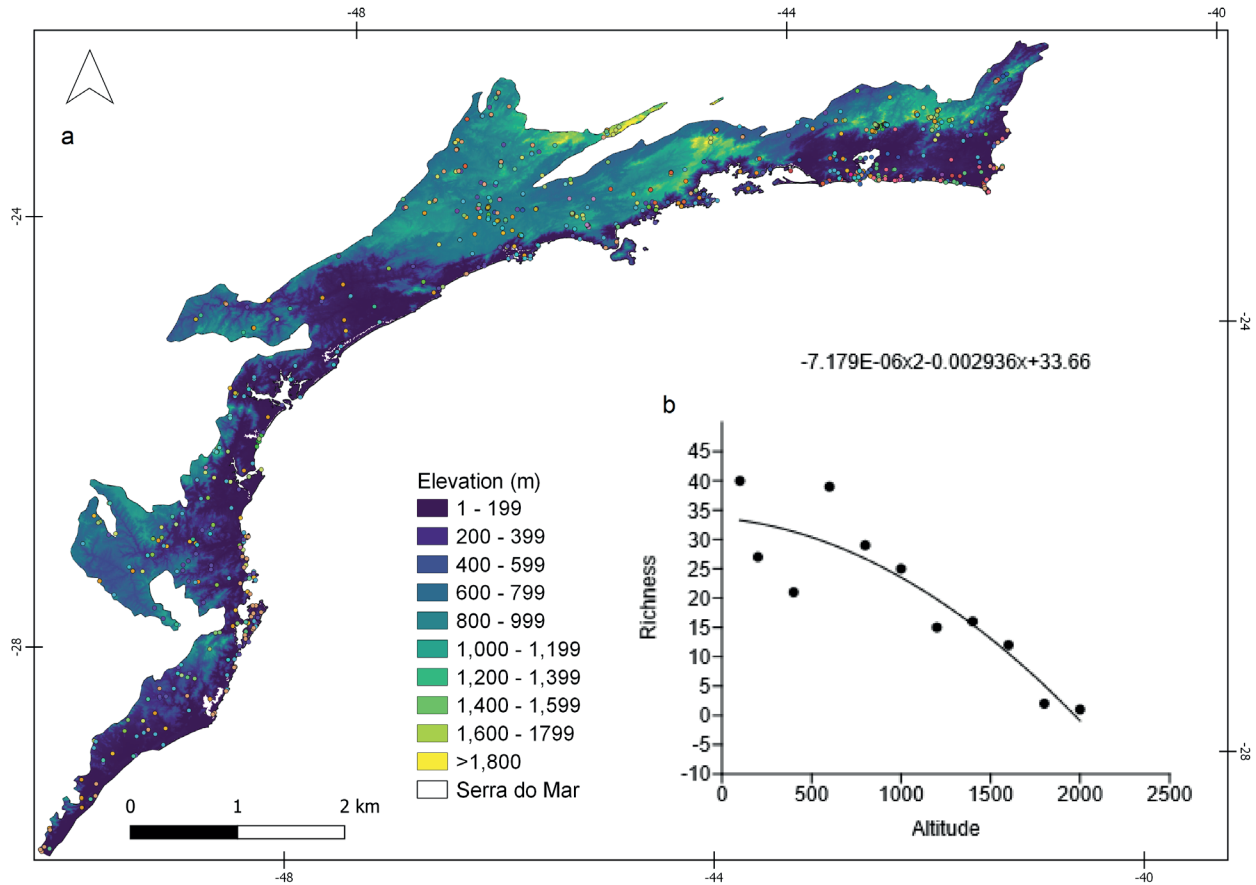 -48
-44
-40
a
-24
-24
-7.179E-06x2-0.002936x+33.66
b
Elevation (m)
1 - 199
200 - 399
400 - 599
600 - 799
800 - 999
1,000 - 1,199
1,200 - 1,399
1,400 - 1,599
1,600 - 1799
>1,800
Serra do Mar
45
40
35
30
25
20
15
10
5
0
-5
-10
Richness
0
500
1000
1500
2000
2500
Altitude
-28
-28
0
1
2 km
-48
-44
-40